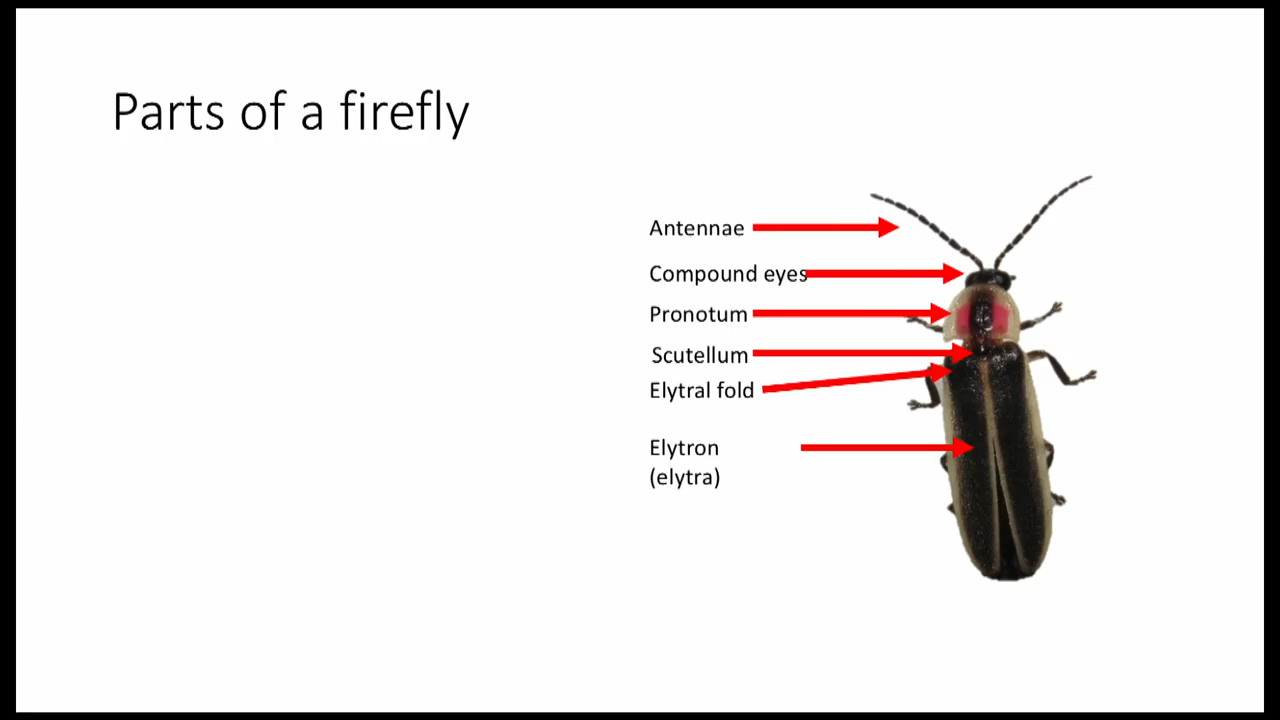 Parts of a firefly
Antennae
Compound eyes
Pronotum
Scutellum
Elytral fold
Elytron
(elytra)